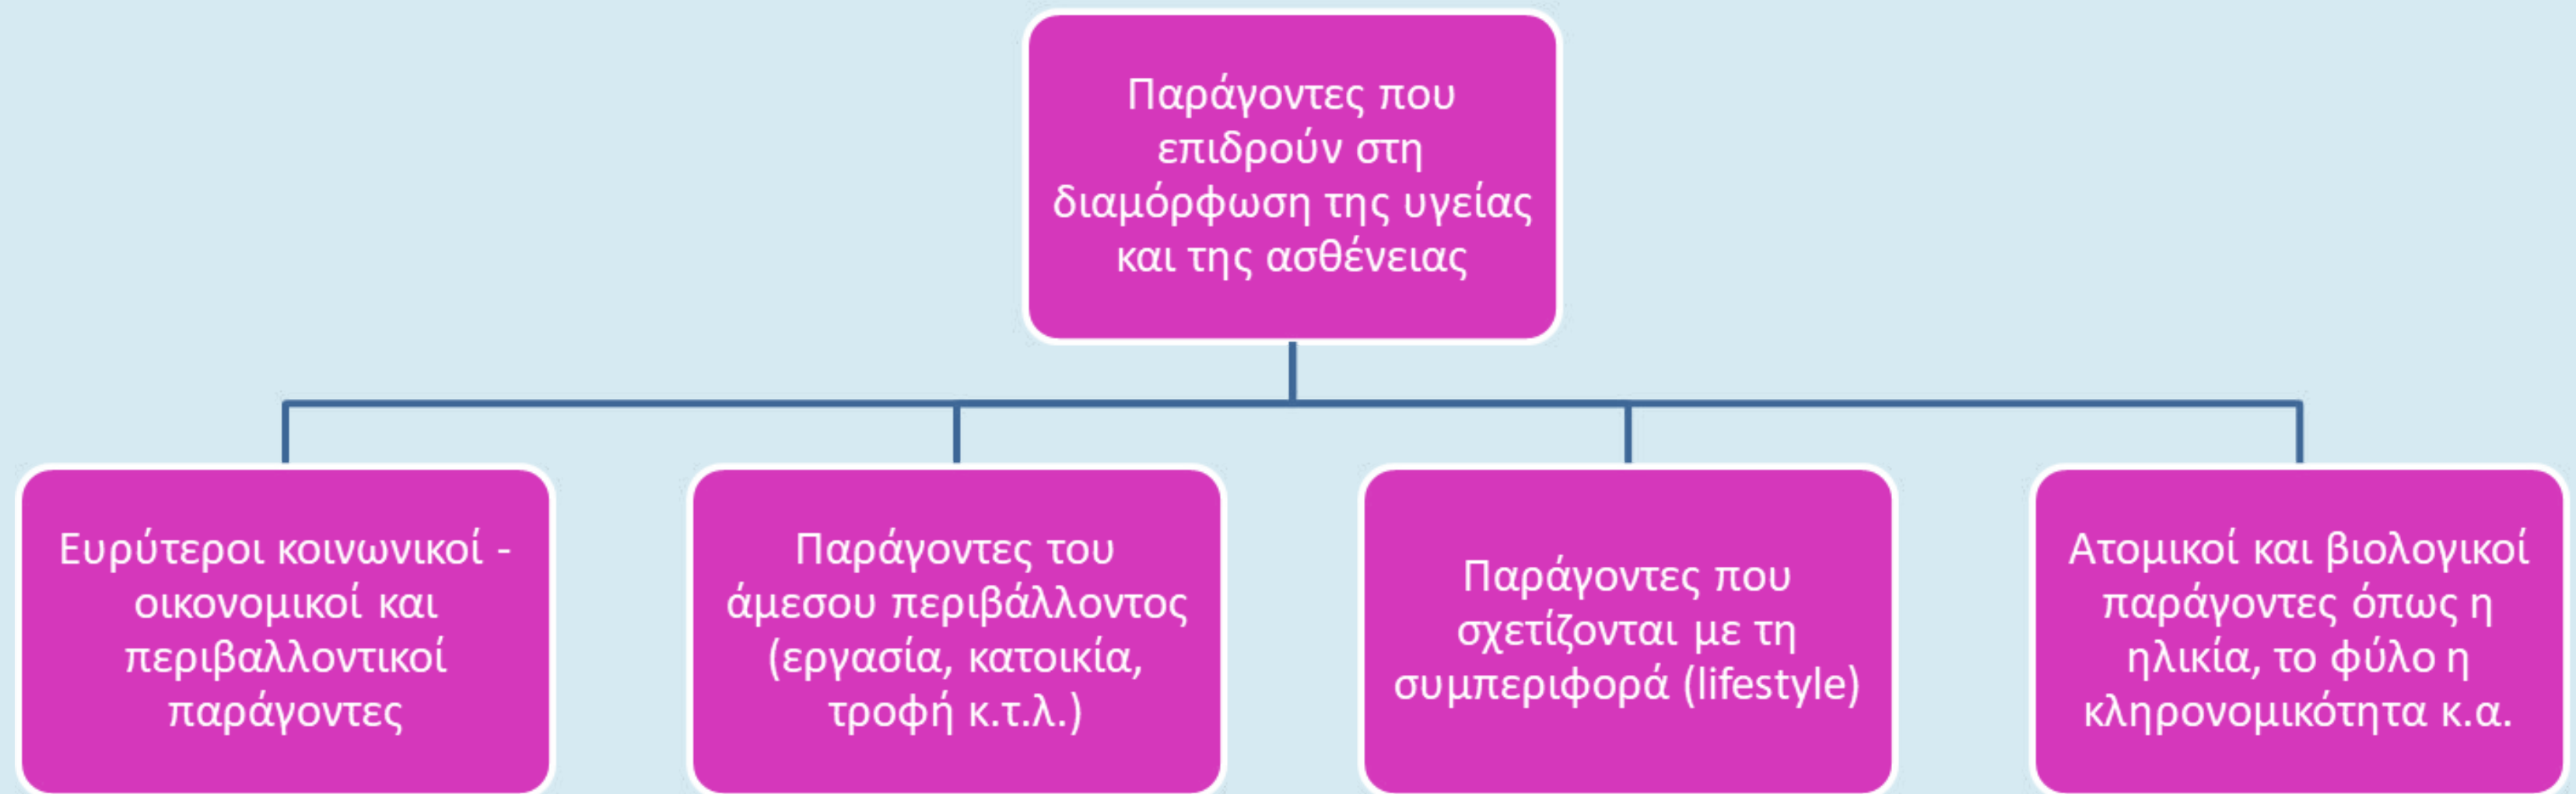 Παράγοντες που
επιδρούν στη
διαμόρφωση της υγείας
και της ασθένειας
Ευρύτεροι κοινωνικοί -
οικονομικοί και
περιβαλλοντικοί
παράγοντες
Παράγοντες του
άμεσου περιβάλλοντος
(εργασία, κατοικία,
τροφή κ.τ.λ.)
Παράγοντες που
σχετίζονται με τη
συμπεριφορά (lifestyle)
Ατομικοί και βιολογικοί
παράγοντες όπως η
ηλικία, το φύλο η
κληρονομικότητα κ.α.